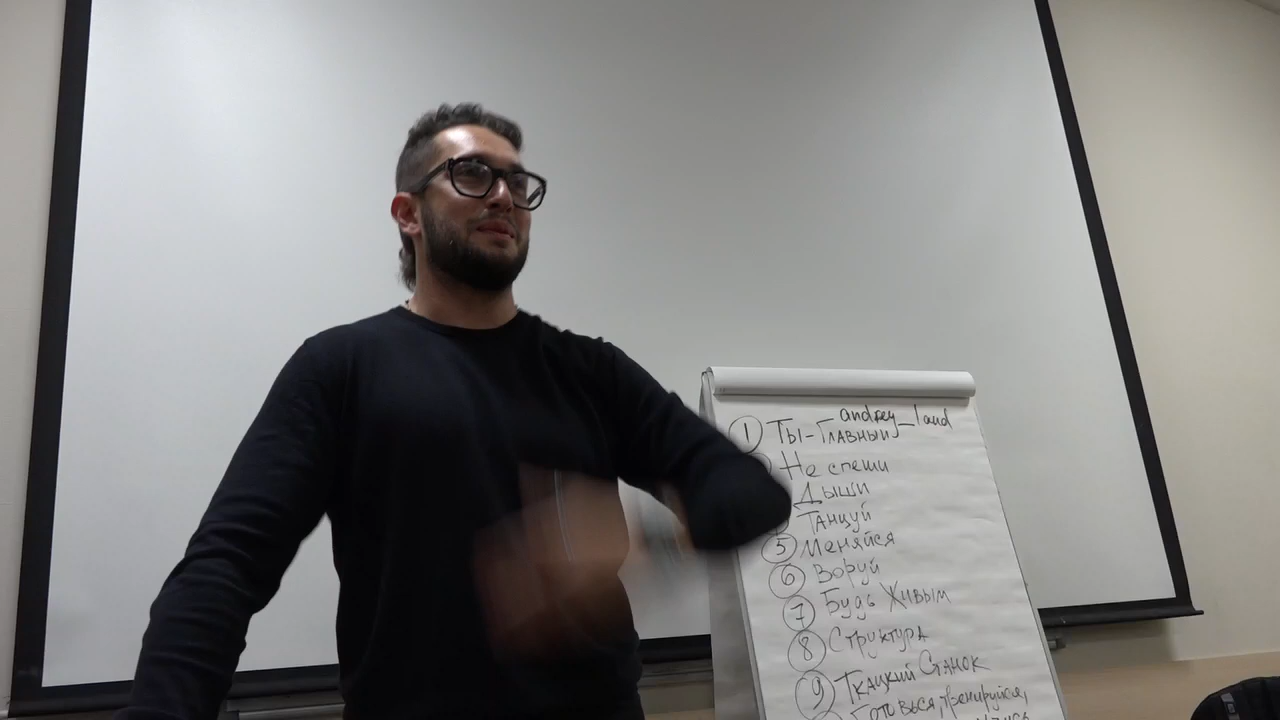 andrey_land
① Ты-Главный
Не спеши
Дыши
Танцуй
⑤ Меняйся
⑥ Воруй
⑦ Будь Живым
⑧ Структура
⑨ Ткацкий Станок
Готовься, тренируйся,